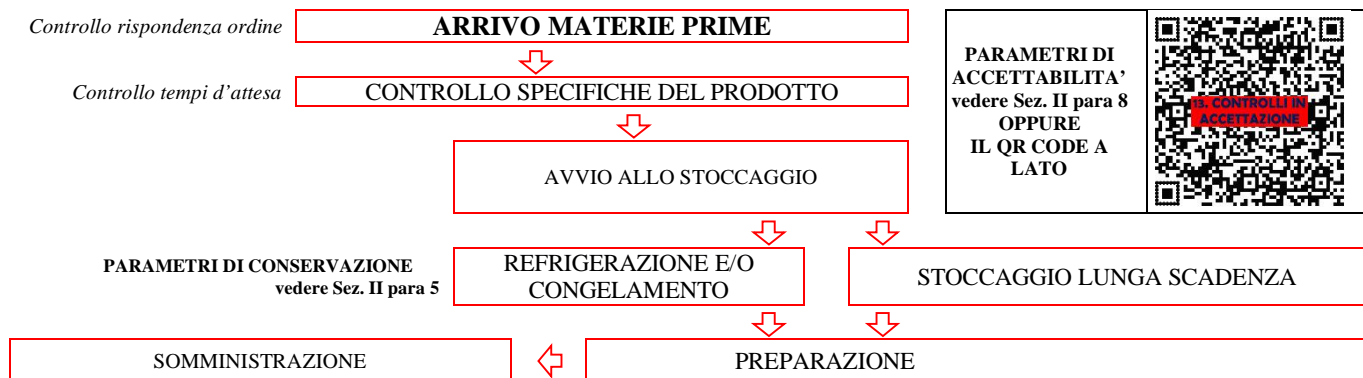 Controllo rispondenza ordine
ARRIVO MATERIE PRIME
Controllo tempi d'attesa
CONTROLLO SPECIFICHE DEL PRODOTTO
PARAMETRI DI
ACCETTABILITA'
vedere Sez. II para 8
OPPURE
IL QR CODE A
LATO
13. CONTROLLI IN
ACCETTAZIONE
AVVIO ALLO STOCCAGGIO
PARAMETRI DI CONSERVAZIONE
vedere Sez. II para 5
REFRIGERAZIONE E/O
CONGELAMENTO
STOCCAGGIO LUNGA SCADENZA
SOMMINISTRAZIONE
PREPARAZIONE